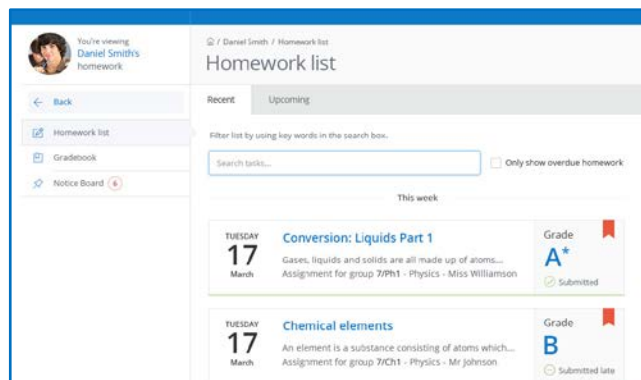 You're viewing
Daniel Smith's
homework
Back
Homework list
Gradebook
Notice Board 6
/ Daniel Smith / Homework list
Homework list
Recent
Upcoming
Filter list by using key words in the search box.
Search tasks...
Only show overdue homework
This week
TUESDAY
17
March
Conversion: Liquids Part 1
Gases, liquids and solids are all made up of atoms...
Assignment for group 7/Ph1 - Physics - Miss Williamson
Grade
A*
Submitted
TUESDAY
17
March
Chemical elements
An element is a substance consisting of atoms which...
Assignment for group 7/Ch1 - Physics - Mr Johnson
Grade
B
Submitted late